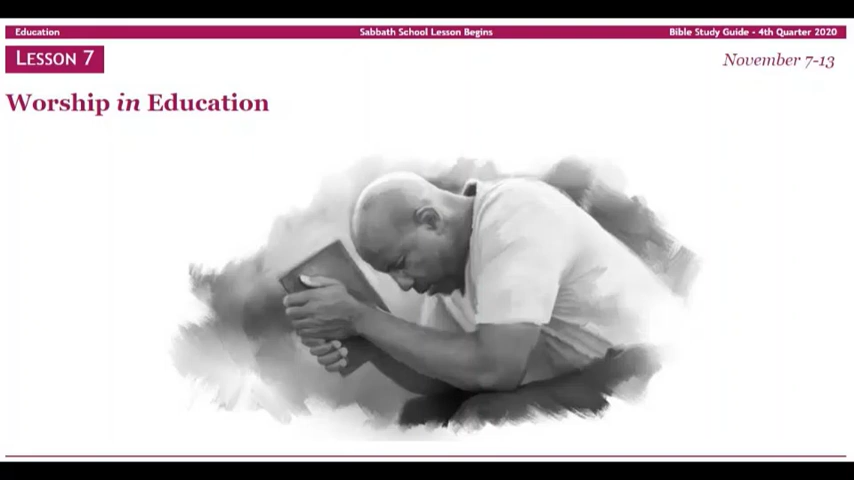 Education Sabbath School Lesson Begins Bible Study Guide - 4th Quarter 2020
LESSON 7 November 7-13
Worship in Education